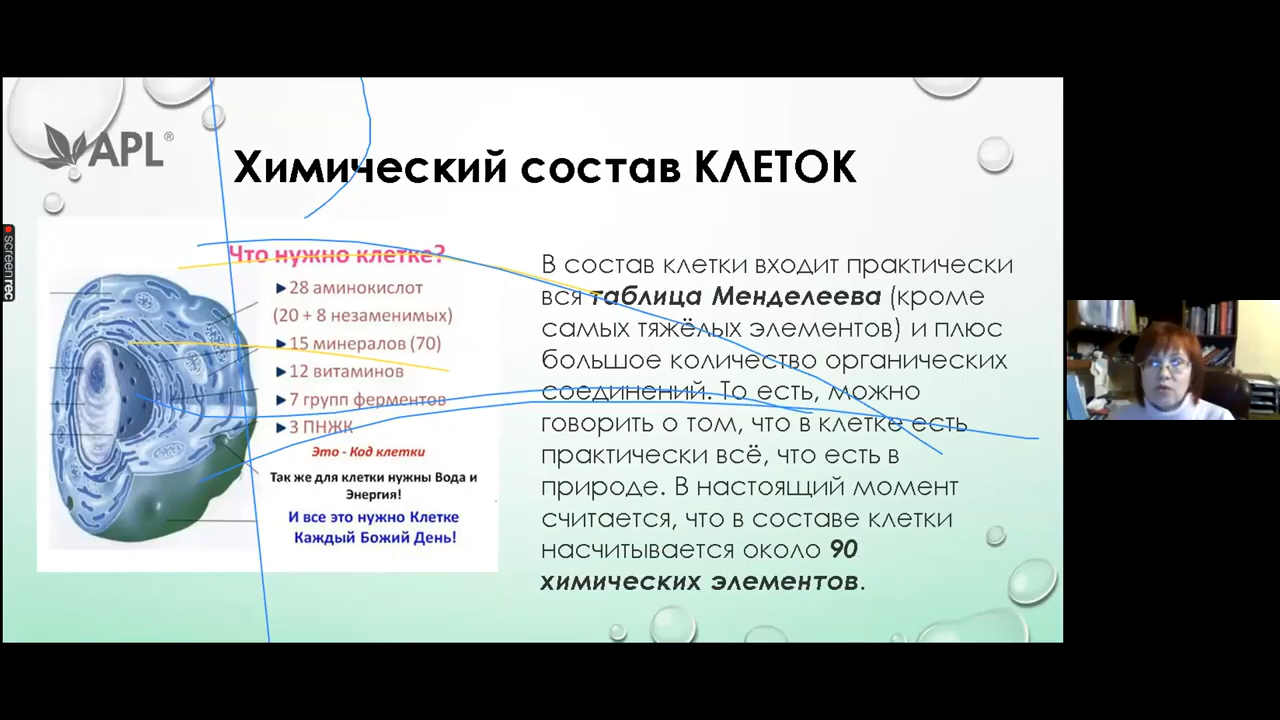 APL®
Химический состав КЛЕТОК
Что нужно клетке?
28 аминокислот
(20 + 8 незаменимых)
15 минералов (70)
12 витаминов
7 групп ферментов
3 ПНЖК
Это - Код клетки
Так же для клетки нужны Вода и
Энергия!
И все это нужно Клетке
Каждый Божий День!
В состав клетки входит практически
вся таблица Менделеева (кроме
самых тяжёлых элементов) и плюс
большое количество органических
соединений. То есть, можно
говорить о том, что в клетке есть
практически всё, что есть в
природе. В настоящий момент
считается, что в составе клетки
насчитывается около 90
химических элементов.
screenrec